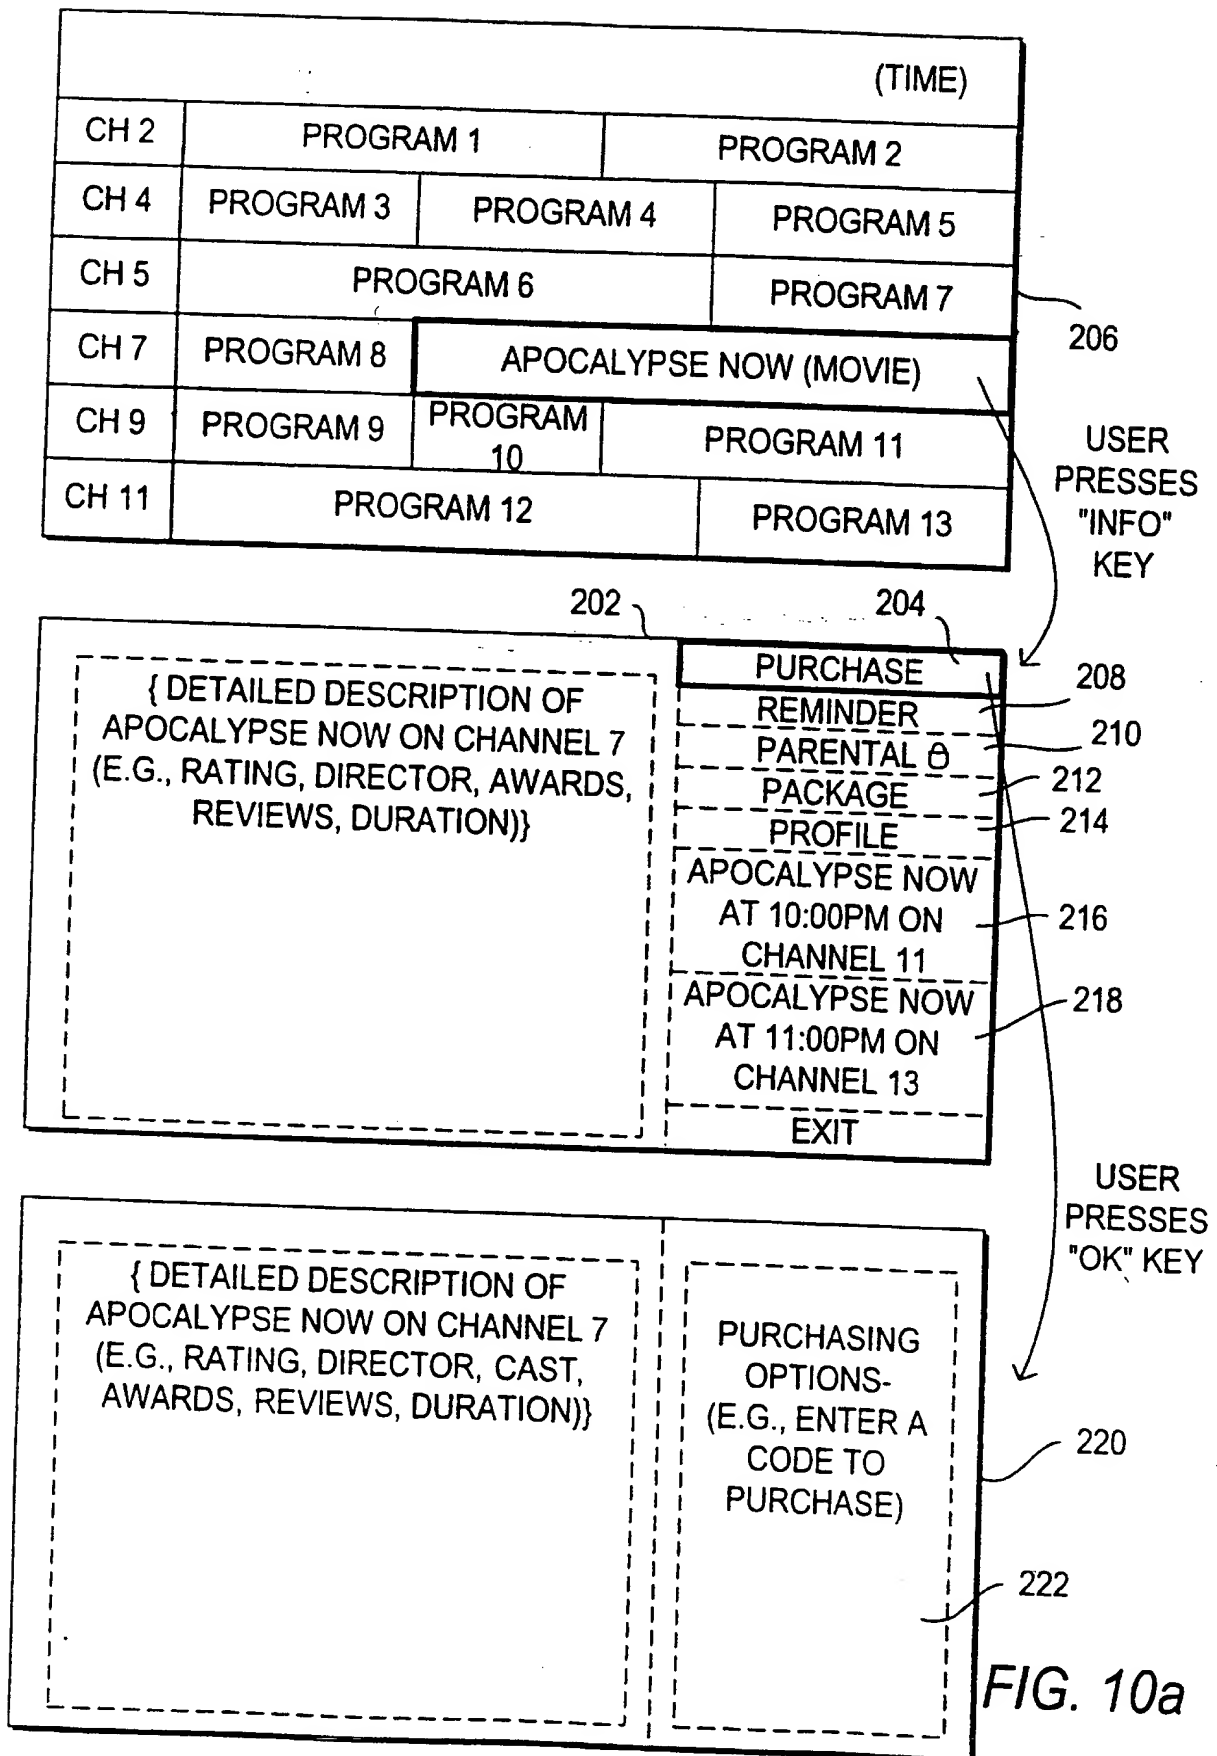 (TIME)
CH 2
PROGRAM 1
PROGRAM 2
CH 4
PROGRAM 3
PROGRAM 4
PROGRAM 5
CH 5
PROGRAM 6
PROGRAM 7
206
CH 7
PROGRAM 8
APOCALYPSE NOW (MOVIE)
CH 9
PROGRAM 9
PROGRAM
10
PROGRAM 11
CH 11
PROGRAM 12
PROGRAM 13
USER
PRESSES
"INFO"
KEY
202
204
{ DETAILED DESCRIPTION OF
APOCALYPSE NOW ON CHANNEL 7
(E.G., RATING, DIRECTOR, AWARDS,
REVIEWS, DURATION)}
PURCHASE
REMINDER
208
PARENTAL
210
PACKAGE
212
PROFILE
214
APOCALYPSE NOW
AT 10:00PM ON
CHANNEL 11
216
APOCALYPSE NOW
AT 11:00PM ON
CHANNEL 13
218
EXIT
USER
PRESSES
"OK" KEY
{ DETAILED DESCRIPTION OF
APOCALYPSE NOW ON CHANNEL 7
(E.G., RATING, DIRECTOR, CAST,
AWARDS, REVIEWS, DURATION)}
PURCHASING
OPTIONS-
(E.G., ENTER A
CODE TO
PURCHASE)
220
222
FIG. 10a